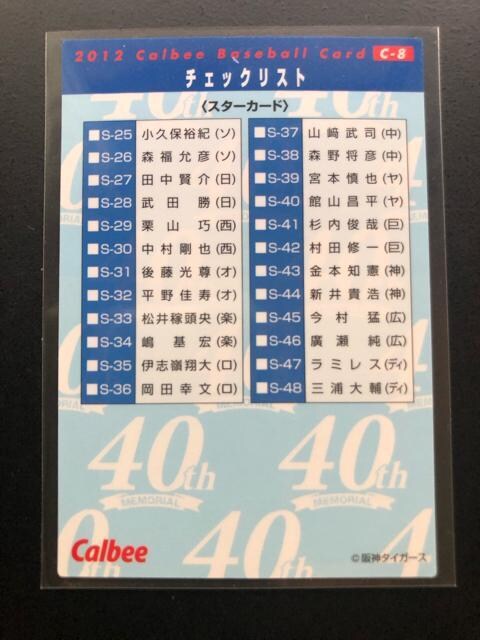 2012 Calbee Baseball Card C-8
チェックリスト
〈スターカード〉
S-25 小久保裕紀(ソ)
S-26 森福允彦(ソ)
S-27 田中賢介(日)
S-28 武田勝(日)
S-29 栗山巧(西)
S-30 中村剛也(西)
S-31 後藤光尊(オ)
S-32 平野佳寿(オ)
S-33 松井稼頭央(楽)
S-34 嶋基宏(楽)
S-35 伊志嶺翔大(ロ)
S-36 岡田幸文(ロ)
S-37 山﨑武司(中)
S-38 森野将彦(中)
S-39 宮本慎也(ヤ)
S-40 館山昌平(ヤ)
S-41 杉内俊哉(巨)
S-42 村田修一(巨)
S-43 金本知憲(神)
S-44 新井貴浩(神)
S-45 今村猛(広)
S-46 廣瀬純(広)
S-47 ラミレス(ディ)
S-48 三浦大輔(ディ)
40th
MEMORIAL
40th
MEMORIAL
40th
40th
Calbee
©阪神タイガース